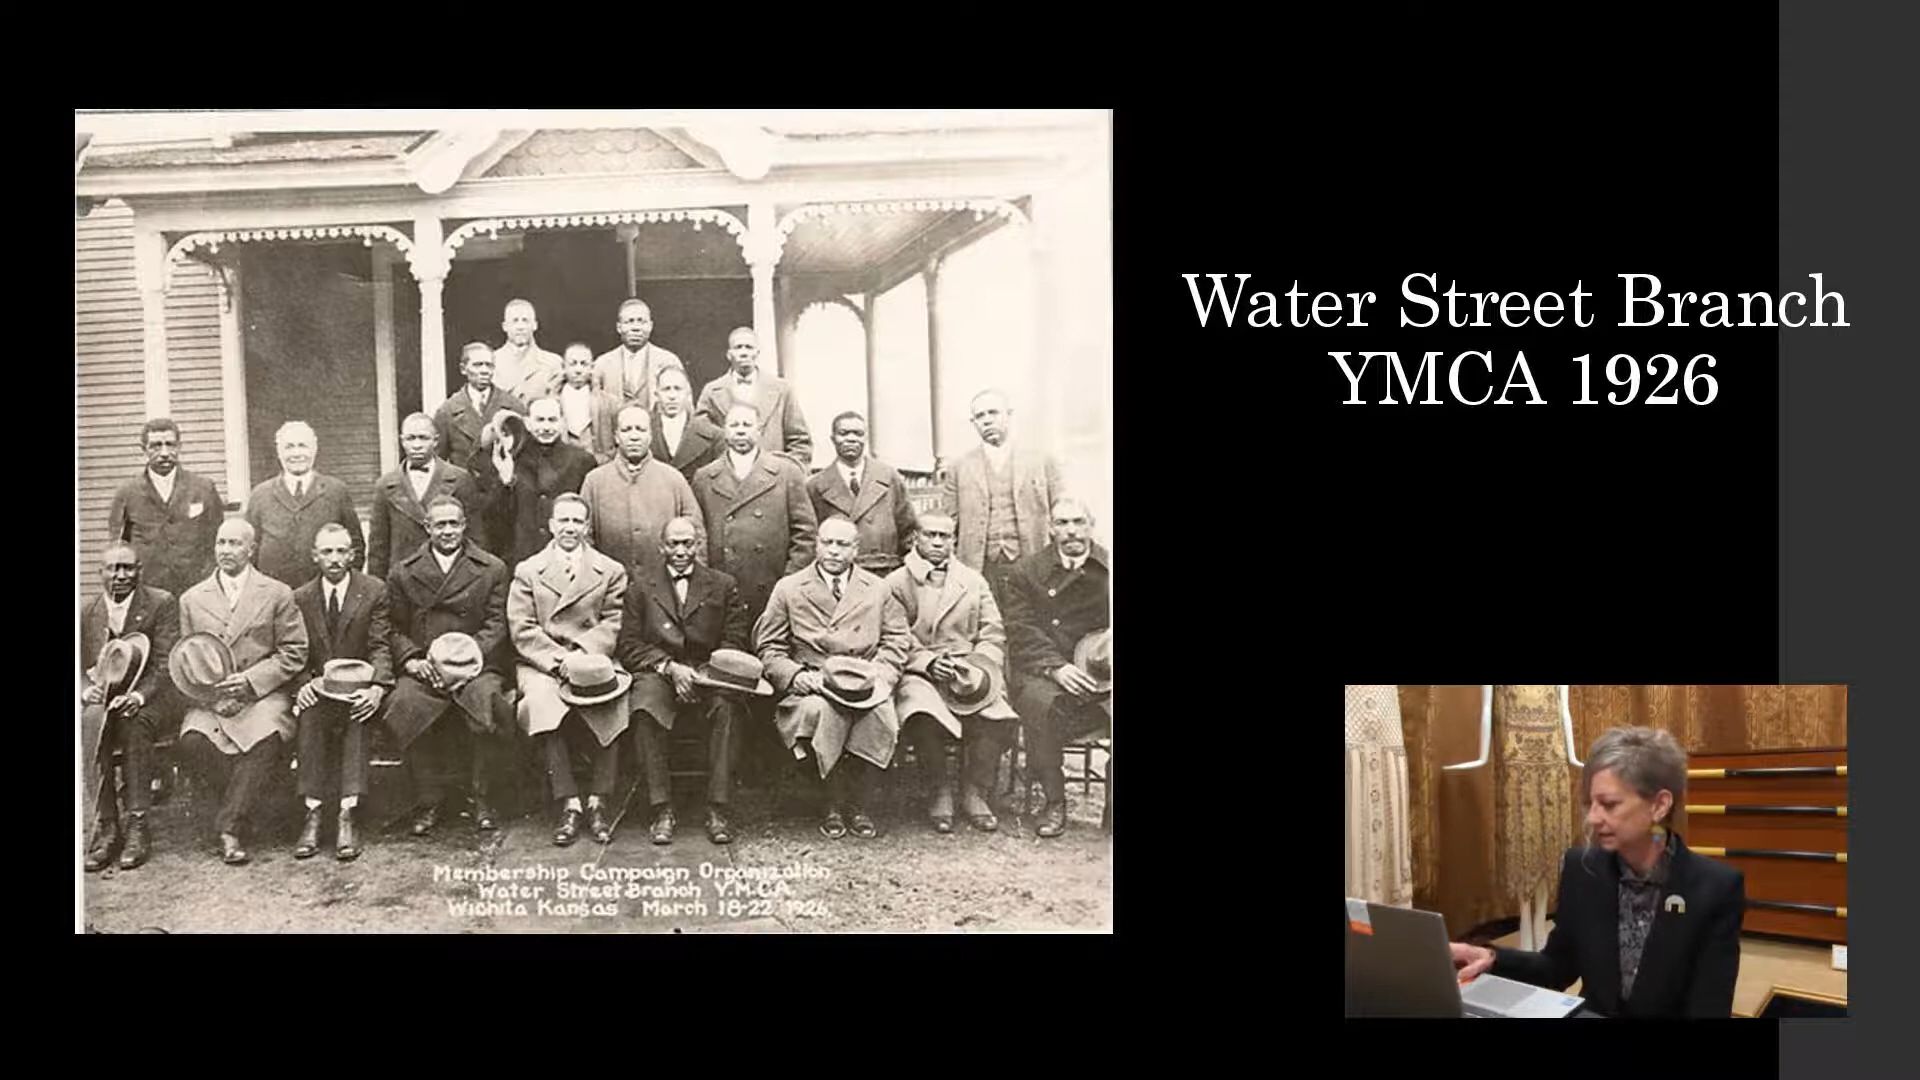 Water Street Branch
YMCA 1926
Membership Campaign Organization
Water Street Branch Y.M.C.A.
Wichita Kansas March 18-22 1926.